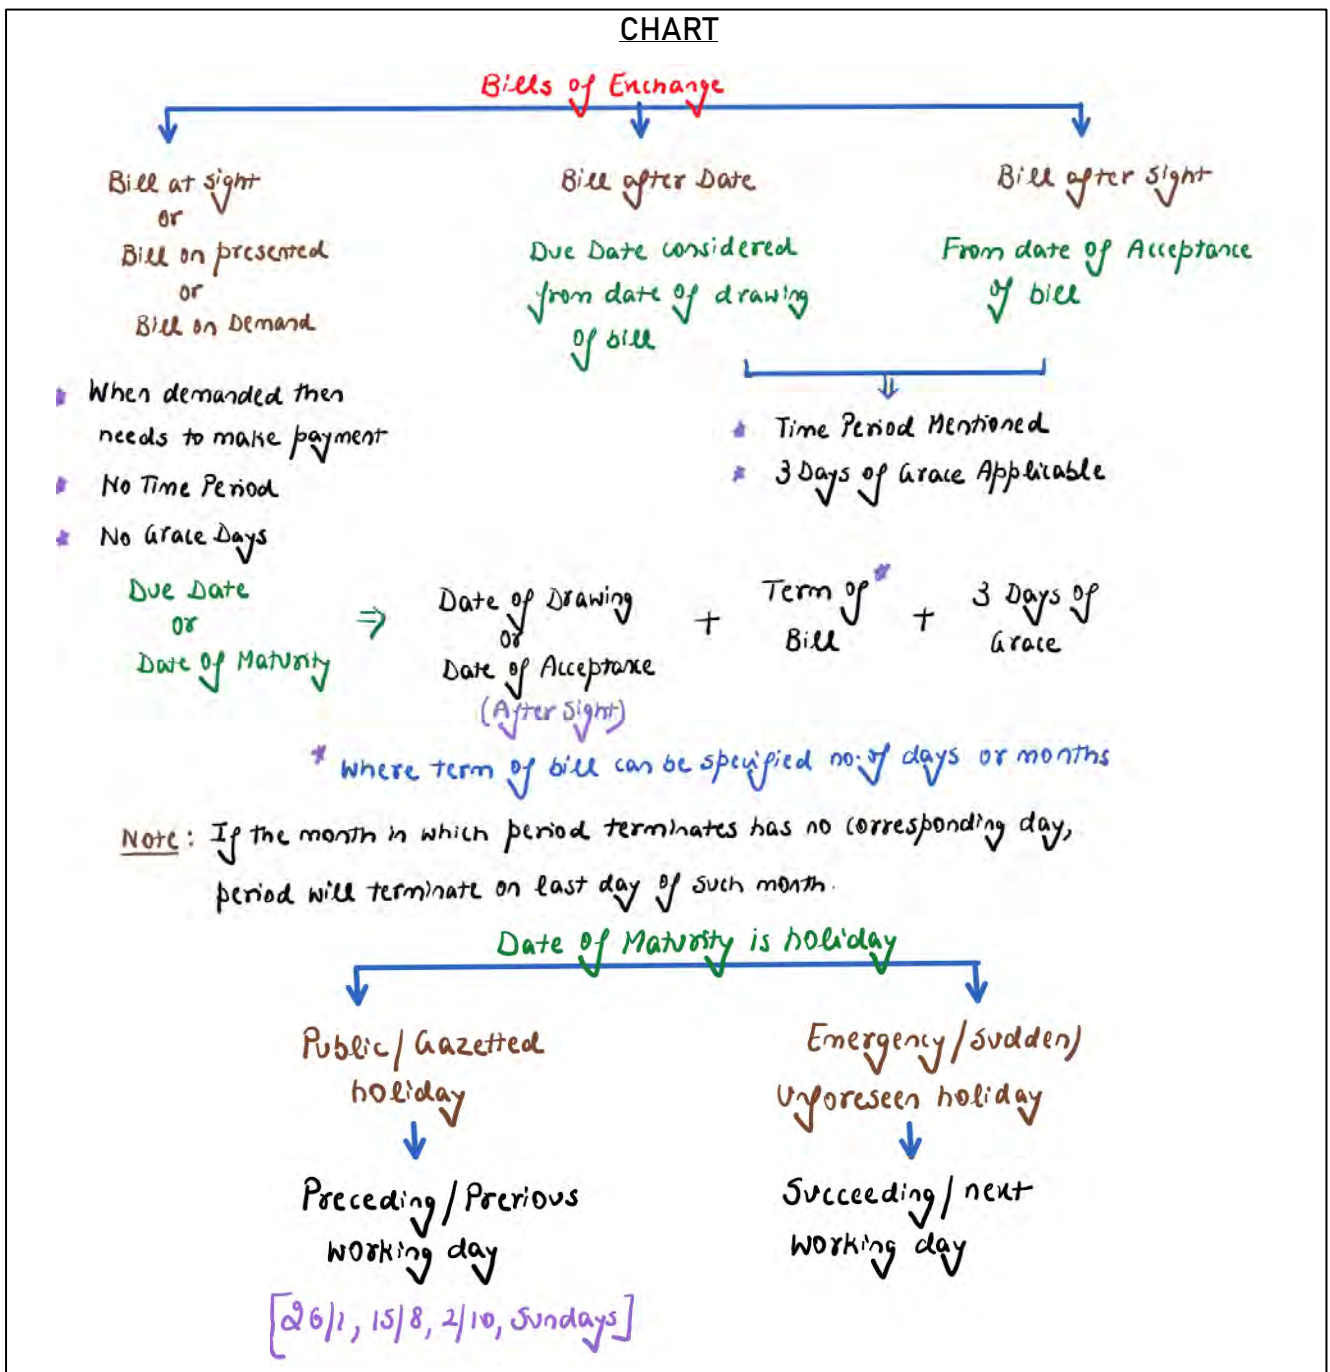 CHART
Bills of Exchange
Bill at sight
or
Bill on presented
or
Bill on Demand
* When demanded then
needs to make payment
* No Time Period
* No Grace Days
Bill after Date
Due Date considered
from date of drawing
of bill
Bill after sight
From date of Acceptance
of bill
* Time Period Mentioned
* 3 Days of Grace Applicable
Due Date
or
Date of Maturity
⇒
Date of Drawing
or
Date of Acceptance
(After Sight)
+
Term of *
Bill
+
3 Days of
Grace
* Where term of bill can be specified no. of days or months
Note : If the month in which period terminates has no corresponding day,
period will terminate on last day of such month.
Date of Maturity is holiday
Public / Gazetted
holiday
Preceding / Previous
working day
[26/1, 15/8, 2/10, Sundays]
Emergency / Sudden /
Unforeseen holiday
Succeeding / next
working day